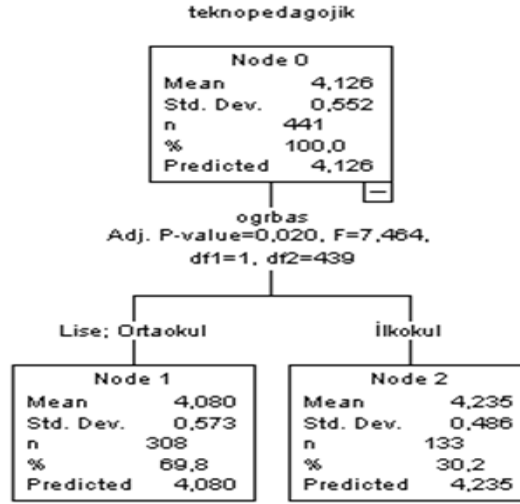 teknopedagojik
Node 0
Mean 4,126
Std. Dev. 0,552
n 441
% 100,0
Predicted 4,126
ogrbas
Adj. P-value=0,020, F=7,464,
df1=1, df2=439
Lise; Ortaokul
İlkokul
Node 1
Mean 4,080
Std. Dev. 0,573
n 308
% 69,8
Predicted 4,080
Node 2
Mean 4,235
Std. Dev. 0,486
n 133
% 30,2
Predicted 4,235